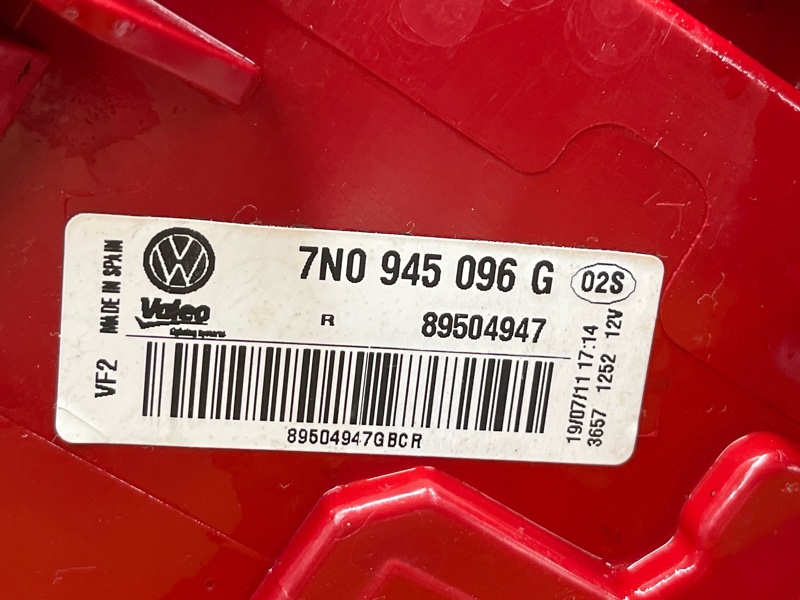 MADE IN SPAIN
VF2
VW
Valeo
7N0 945 096 G
02S
R
89504947
89504947GBCR
19/07/11 17:14
3657 1252 12V